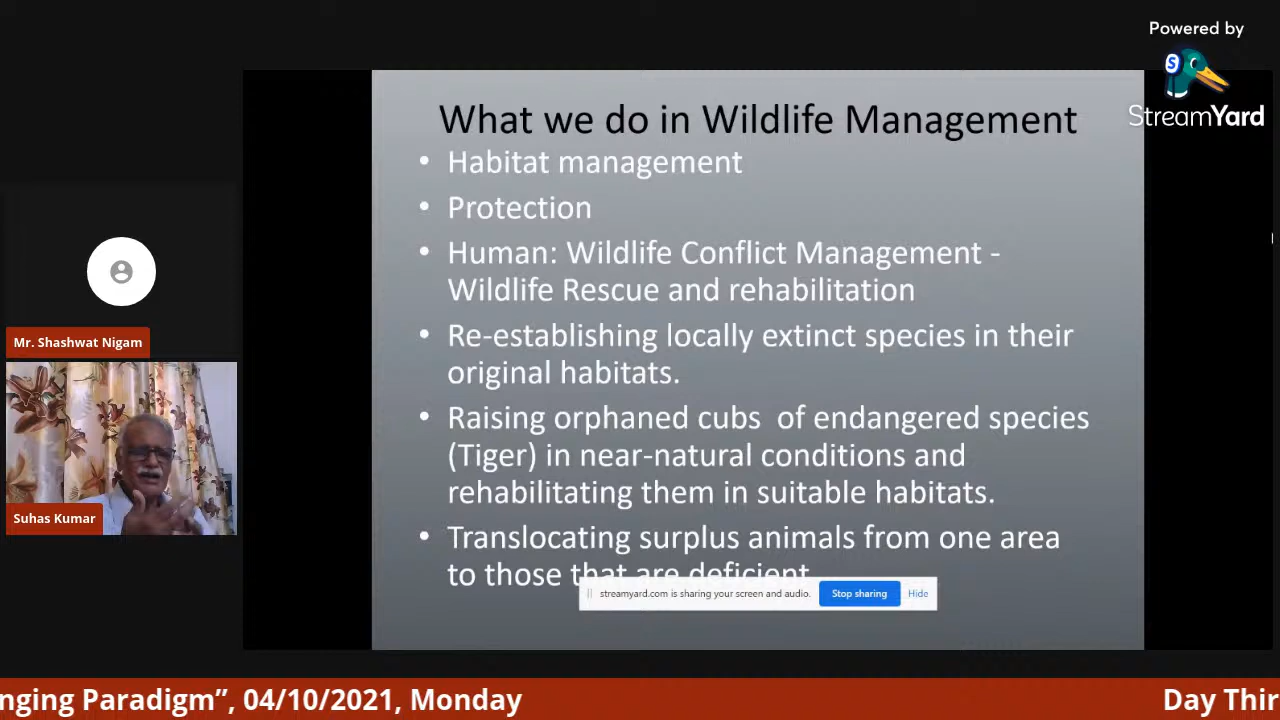 Powered by
StreamYard
What we do in Wildlife Management
• Habitat management
• Protection
• Human: Wildlife Conflict Management -
Wildlife Rescue and rehabilitation
• Re-establishing locally extinct species in their
original habitats.
• Raising orphaned cubs of endangered species
(Tiger) in near-natural conditions and
rehabilitating them in suitable habitats.
• Translocating surplus animals from one area
to those that are deficient
streamyard.com is sharing your screen and audio. Stop sharing Hide
Mr. Shashwat Nigam
Suhas Kumar
nging Paradigm”, 04/10/2021, Monday Day Thir